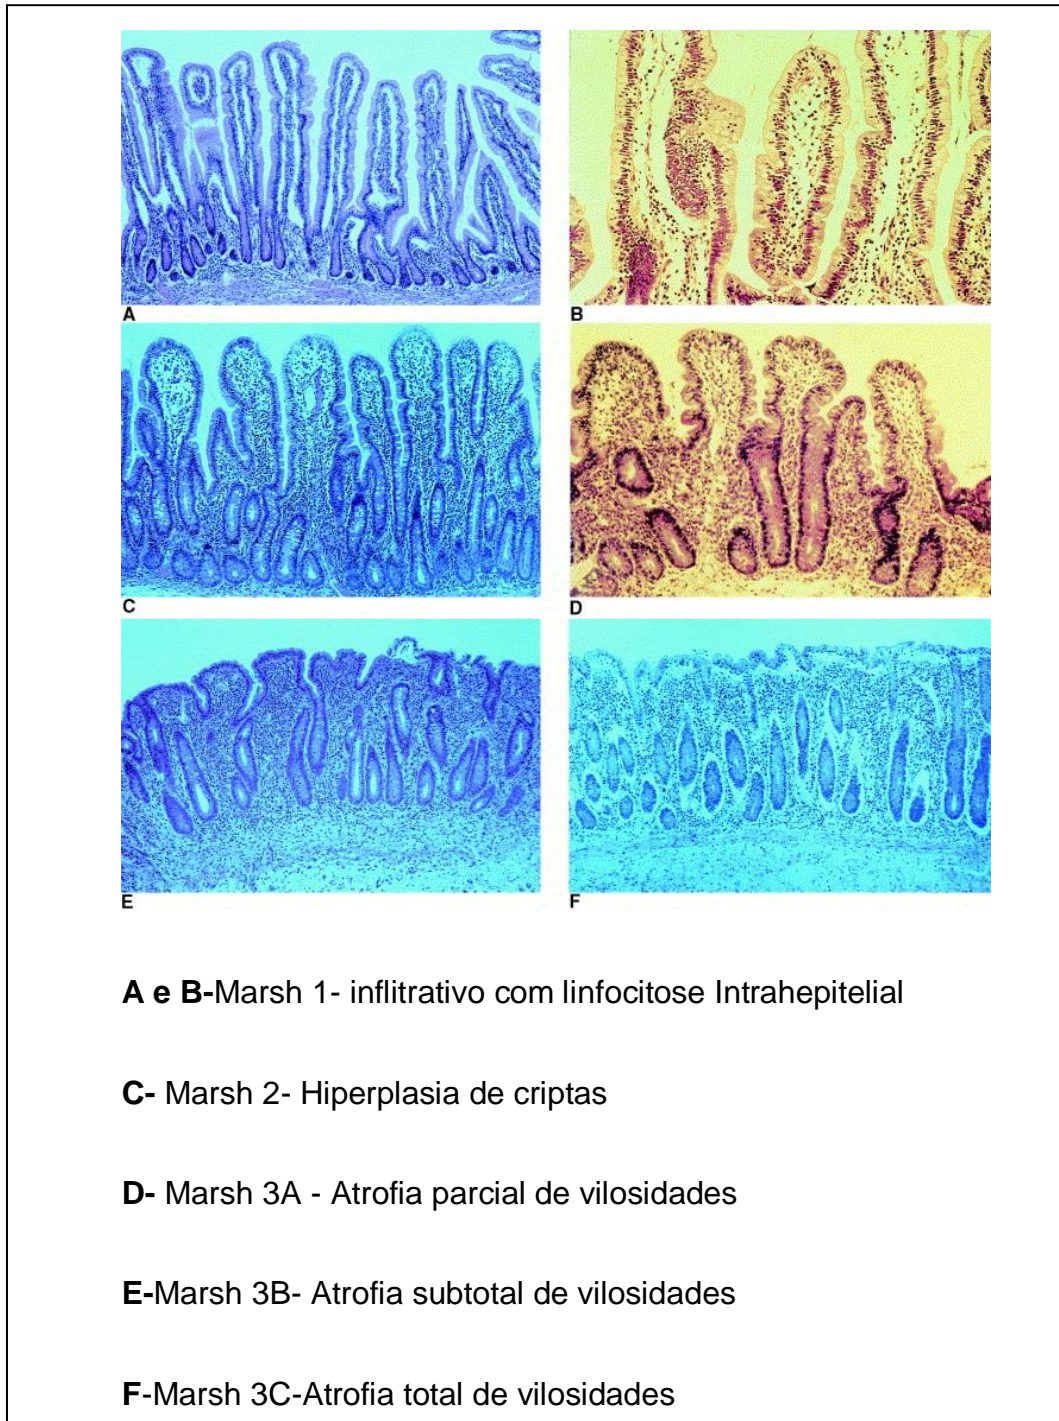 A
B
C
D
E
F
A e B-Marsh 1- inflitrativo com linfocitose Intrahepitelial
C- Marsh 2- Hiperplasia de criptas
D- Marsh 3A - Atrofia parcial de vilosidades
E-Marsh 3B- Atrofia subtotal de vilosidades
F-Marsh 3C-Atrofia total de vilosidades